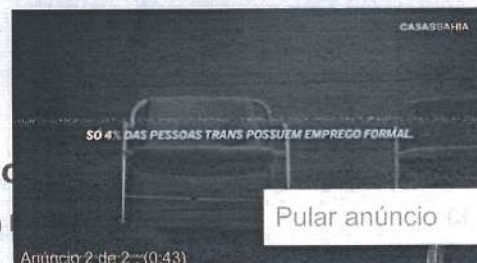 CASASBAHIA
SÓ 4% DAS PESSOAS TRANS POSSUEM EMPREGO FORMAL.
Pular anúncio
Anúncio 2 de 2 (0:43)